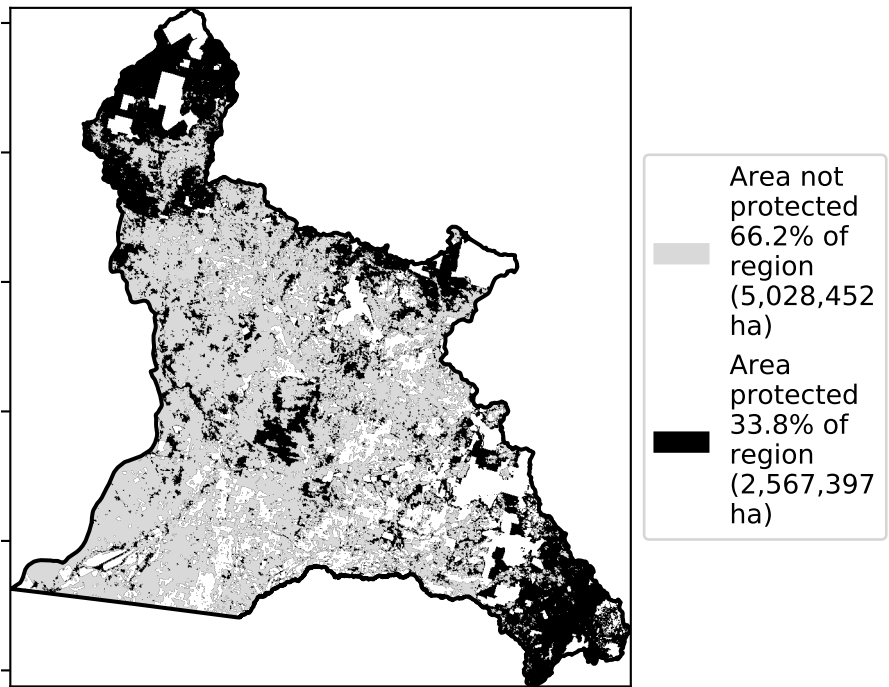 Area not
protected
66.2% of
region
(5,028,452
ha)
Area
protected
33.8% of
region
(2,567,397
ha)